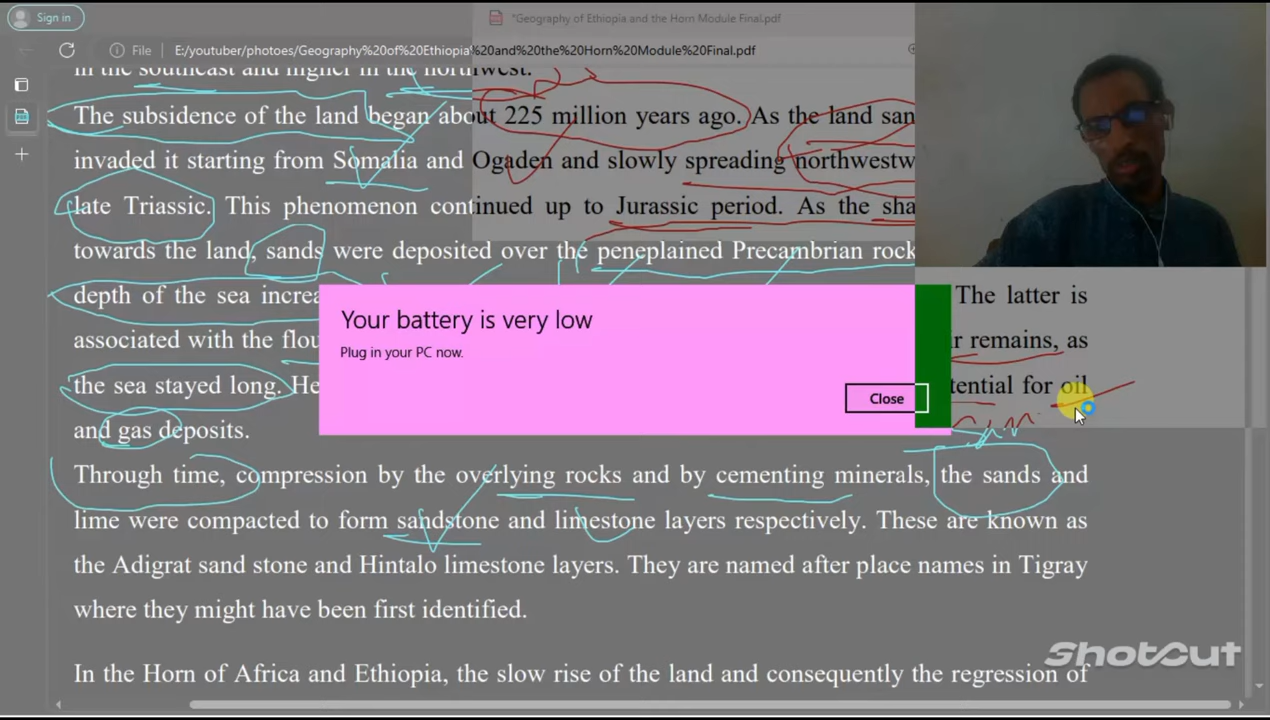 Sign in
"Geography of Ethiopia and the Horn Module Final.pdf
File E:/youtuber/photoes/Geography%20of%20Ethiopia%20and%20the%20Horn%20Module%20Final.pdf
in the southeast and higher in the northwest.
The subsidence of the land began about 225 million years ago. As the land san
invaded it starting from Somalia and Ogaden and slowly spreading northwestw
late Triassic. This phenomenon continued up to Jurassic period. As the sha
towards the land, sands were deposited over the peneplained Precambrian rock
depth of the sea increa The latter is
associated with the flou r remains, as
the sea stayed long. He tential for oil
and gas deposits.
Your battery is very low
Plug in your PC now.
Close
Through time, compression by the overlying rocks and by cementing minerals, the sands and
lime were compacted to form sandstone and limestone layers respectively. These are known as
the Adigrat sand stone and Hintalo limestone layers. They are named after place names in Tigray
where they might have been first identified.
In the Horn of Africa and Ethiopia, the slow rise of the land and consequently the regression of
SHOTCUT